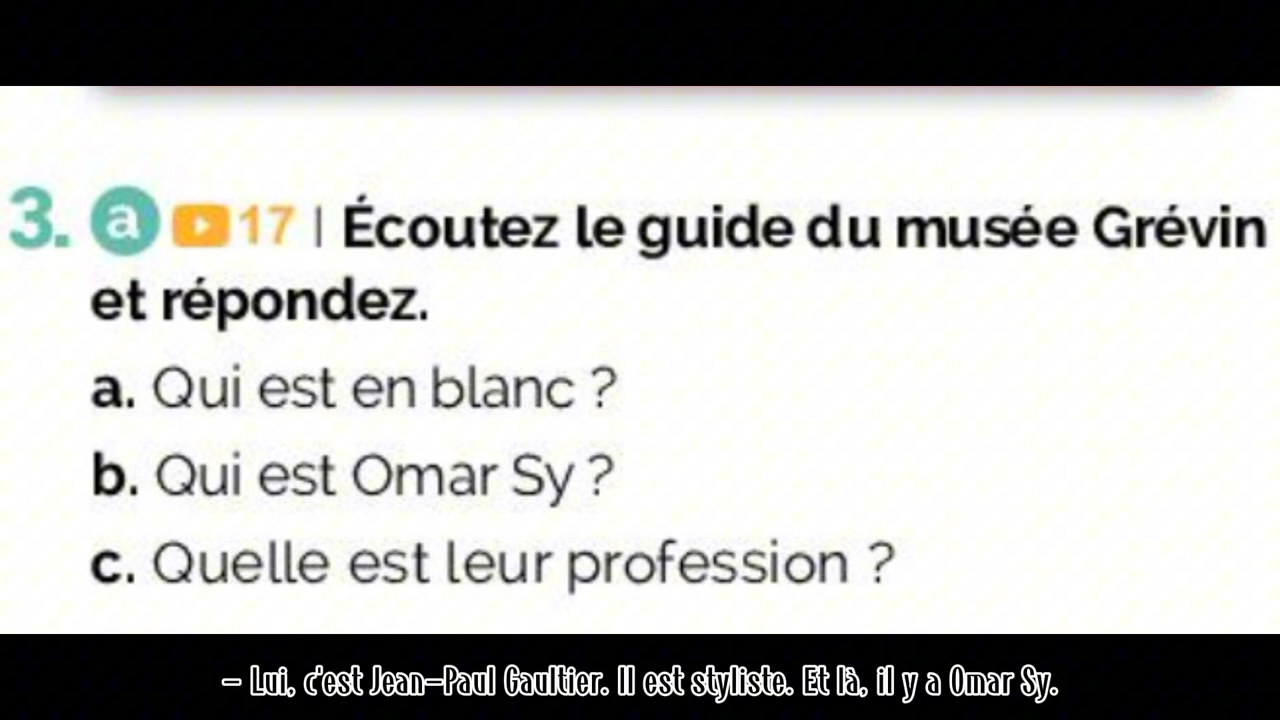 3. a 17 | Écoutez le guide du musée Grévin
et répondez.
a. Qui est en blanc ?
b. Qui est Omar Sy ?
c. Quelle est leur profession ?
– Lui, c'est Jean–Paul Gaultier. Il est styliste. Et là, il y a Omar Sy.